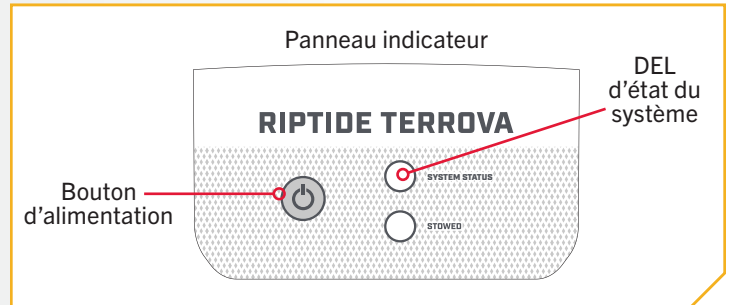 Panneau indicateur
DEL
d'état du
système
RIPTIDE TERROVA
SYSTEM STATUS
Bouton
d'alimentation
STOWED